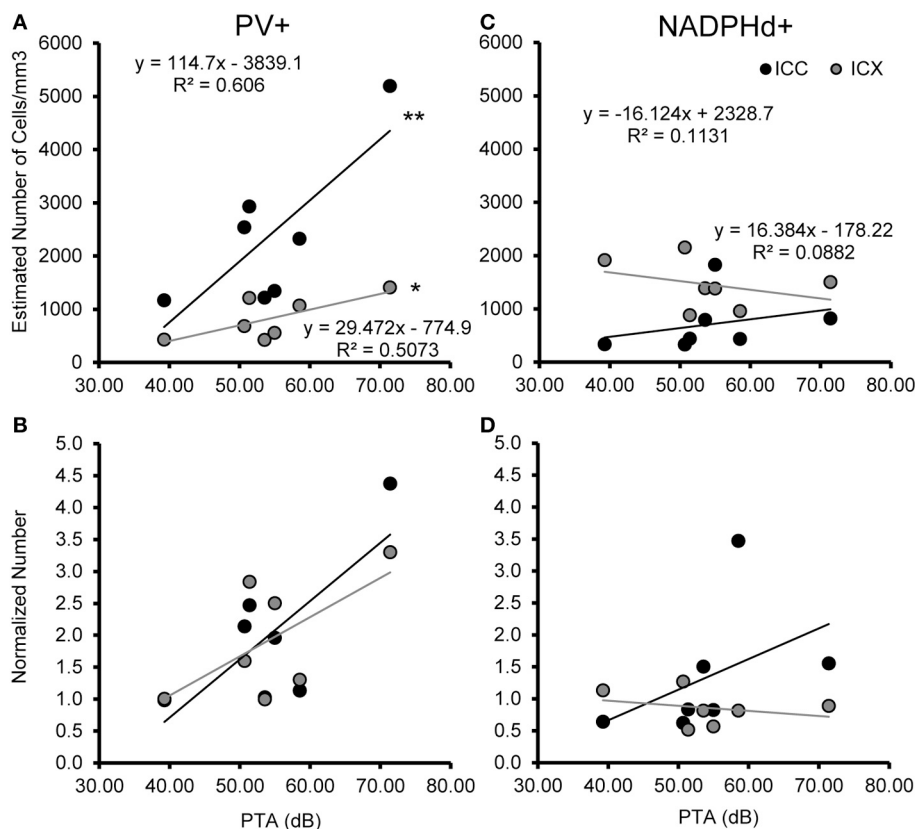 A
PV+
y = 114.7x - 3839.1
R² = 0.606
**
*
y = 29.472x - 774.9
R² = 0.5073
Estimated Number of Cells/mm3
6000
5000
4000
3000
2000
1000
0
30.00 40.00 50.00 60.00 70.00 80.00
C
NADPHd+
ICC ICX
y = -16.124x + 2328.7
R² = 0.1131
y = 16.384x - 178.22
R² = 0.0882
6000
5000
4000
3000
2000
1000
0
30.00 40.00 50.00 60.00 70.00 80.00
B
Normalized Number
5.0
4.5
4.0
3.5
3.0
2.5
2.0
1.5
1.0
0.5
0.0
30.00 40.00 50.00 60.00 70.00 80.00
PTA (dB)
D
5.0
4.5
4.0
3.5
3.0
2.5
2.0
1.5
1.0
0.5
0.0
30.00 40.00 50.00 60.00 70.00 80.00
PTA (dB)